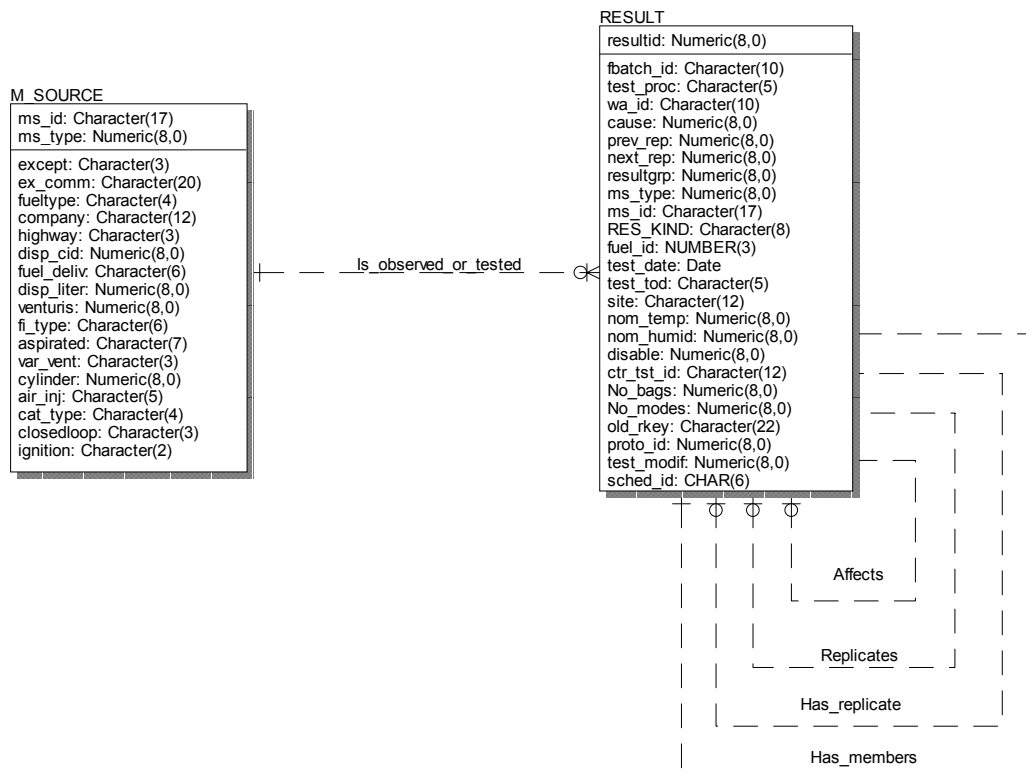 RESULT
resultid: Numeric(8,0)
fbatch_id: Character(10)
test_proc: Character(5)
wa_id: Character(10)
cause: Numeric(8,0)
prev_rep: Numeric(8,0)
next_rep: Numeric(8,0)
resultgrp: Numeric(8,0)
ms_type: Numeric(8,0)
ms_id: Character(17)
RES_KIND: Character(8)
fuel_id: NUMBER(3)
test_date: Date
test_tod: Character(5)
site: Character(12)
nom_temp: Numeric(8,0)
nom_humid: Numeric(8,0)
disable: Numeric(8,0)
ctr_tst_id: Character(12)
No_bags: Numeric(8,0)
No_modes: Numeric(8,0)
old_rkey: Character(22)
proto_id: Numeric(8,0)
test_modif: Numeric(8,0)
sched_id: CHAR(6)
M_SOURCE
ms_id: Character(17)
ms_type: Numeric(8,0)
except: Character(3)
ex_comm: Character(20)
fueltype: Character(4)
company: Character(12)
highway: Character(3)
disp_cid: Numeric(8,0)
fuel_deliv: Character(6)
disp_liter: Numeric(8,0)
venturis: Numeric(8,0)
fi_type: Character(6)
aspirated: Character(7)
var_vent: Character(3)
cylinder: Numeric(8,0)
air_inj: Character(5)
cat_type: Character(4)
closedloop: Character(3)
ignition: Character(2)
Is_observed_or_tested
Affects
Replicates
Has_replicate
Has_members